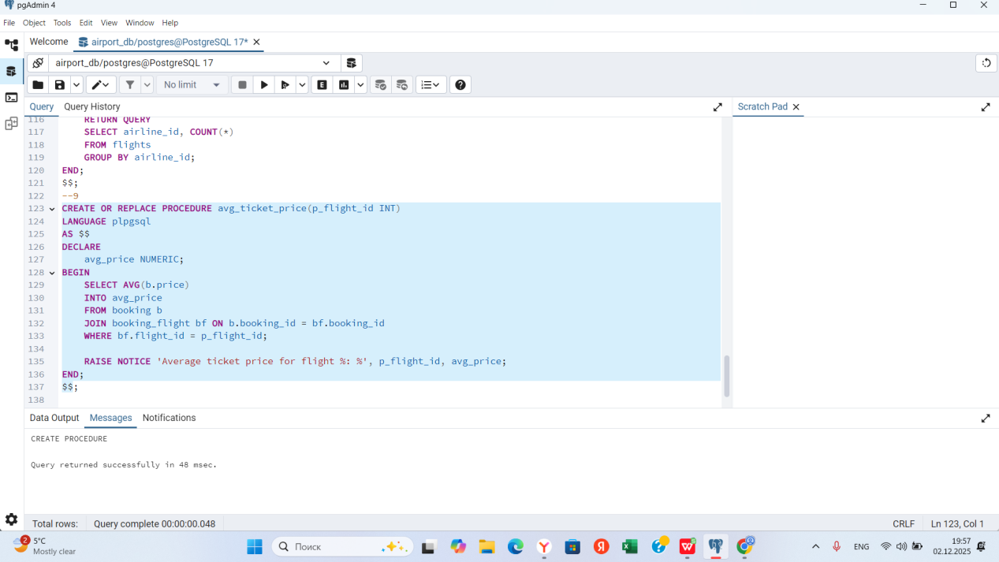 pgAdmin 4
File Object Tools Edit View Window Help
Welcome airport_db/postgres@PostgreSQL 17*
airport_db/postgres@PostgreSQL 17
No limit
Query Query History
Scratch Pad
116 RETURN QUERY
117 SELECT airline_id, COUNT(*)
118 FROM flights
119 GROUP BY airline_id;
120 END;
121 $$;
122 --9
123 CREATE OR REPLACE PROCEDURE avg_ticket_price(p_flight_id INT)
124 LANGUAGE plpgsql
125 AS $$
126 DECLARE
127 avg_price NUMERIC;
128 BEGIN
129 SELECT AVG(b.price)
130 INTO avg_price
131 FROM booking b
132 JOIN booking_flight bf ON b.booking_id = bf.booking_id
133 WHERE bf.flight_id = p_flight_id;
134
135 RAISE NOTICE 'Average ticket price for flight %: %', p_flight_id, avg_price;
136 END;
137 $$;
138
Data Output Messages Notifications
CREATE PROCEDURE
Query returned successfully in 48 msec.
Total rows: Query complete 00:00:00.048
CRLF Ln 123, Col 1
2
5°C
Mostly clear
Поиск
ENG
19:57
02.12.2025